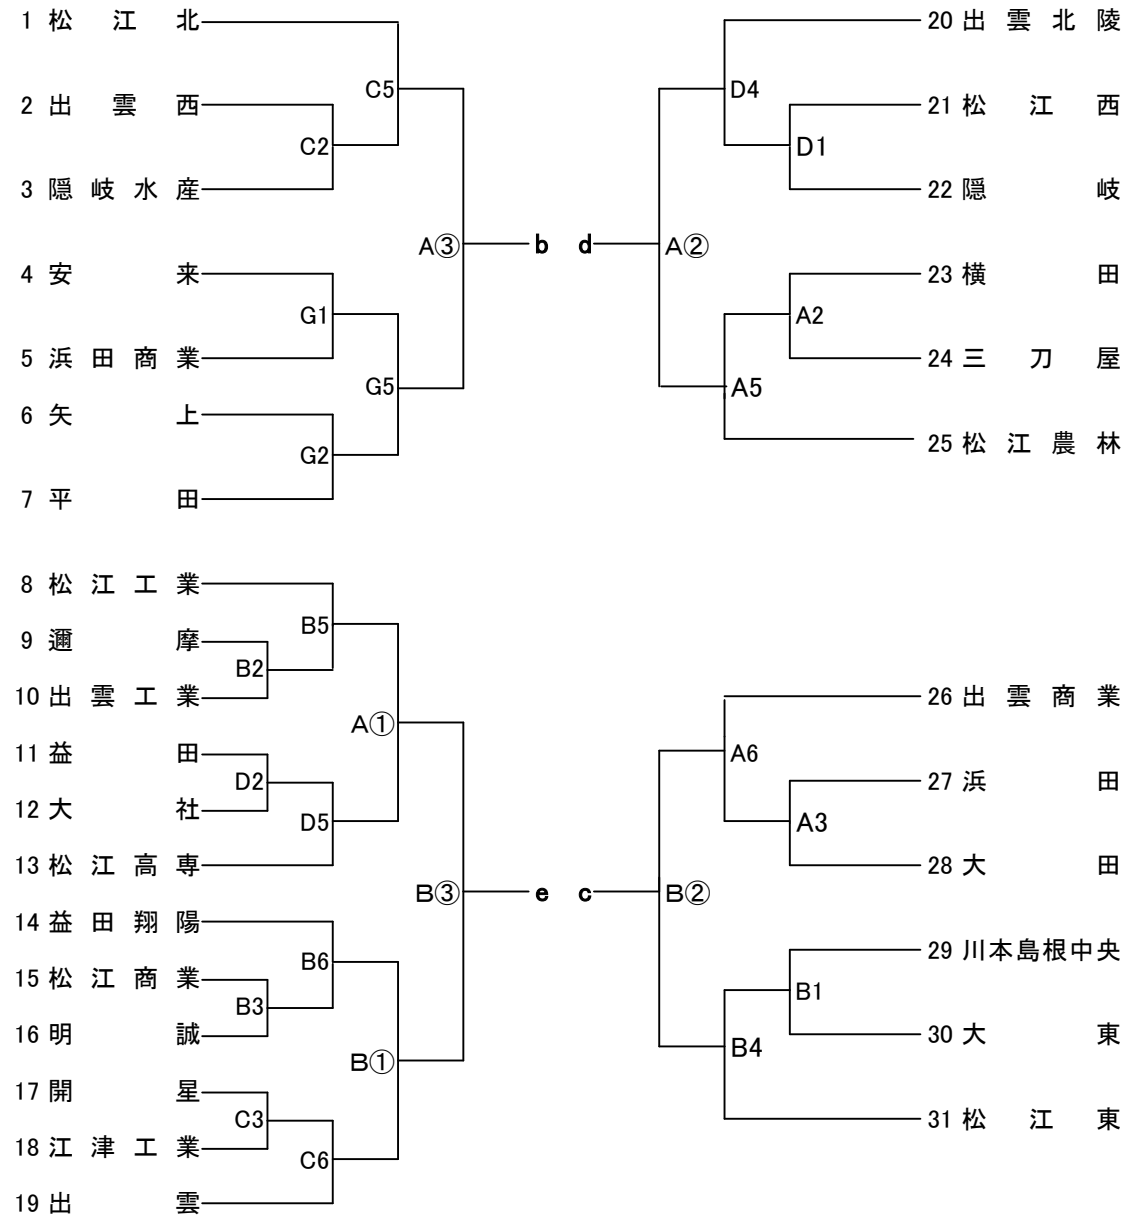 1 松江北
C5
2 出雲西
C2
3 隠岐水産
A③ b
4 安来
G1
5 浜田商業
G5
6 矢上
G2
7 平田
8 松江工業
B5
9 邇摩
B2
10 出雲工業
A①
11 益田
D2
12 大社
D5
13 松江高専
B③ e
14 益田翔陽
B6
15 松江商業
B3
16 明誠
B①
17 開星
C3
18 江津工業
C6
19 出雲
20 出雲北陵
D4
21 松江西
D1
22 隠岐
d A②
23 横田
A2
24 三刀屋
A5
25 松江農林
26 出雲商業
A6
27 浜田
A3
28 大田
c B②
29 川本島根中央
B1
30 大東
B4
31 松江東